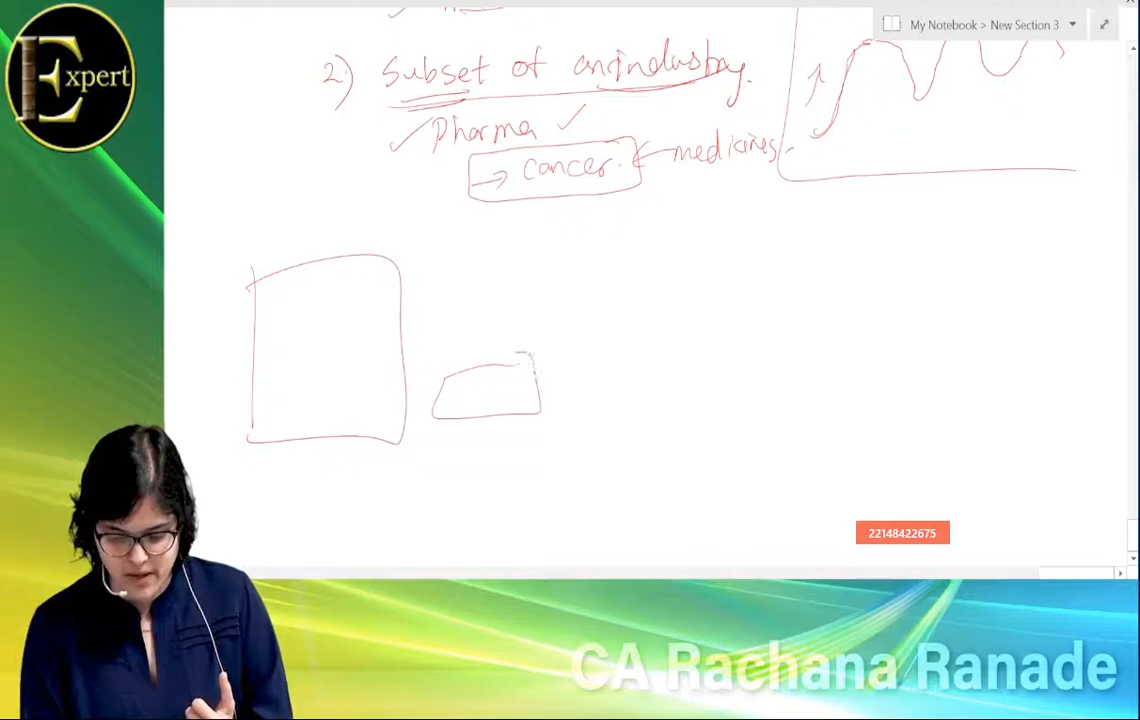 My Notebook > New Section 3
2) Subset of an industry.
Pharma
→ cancer. ← medicines
Expert
22148422675
CA Rachana Ranade